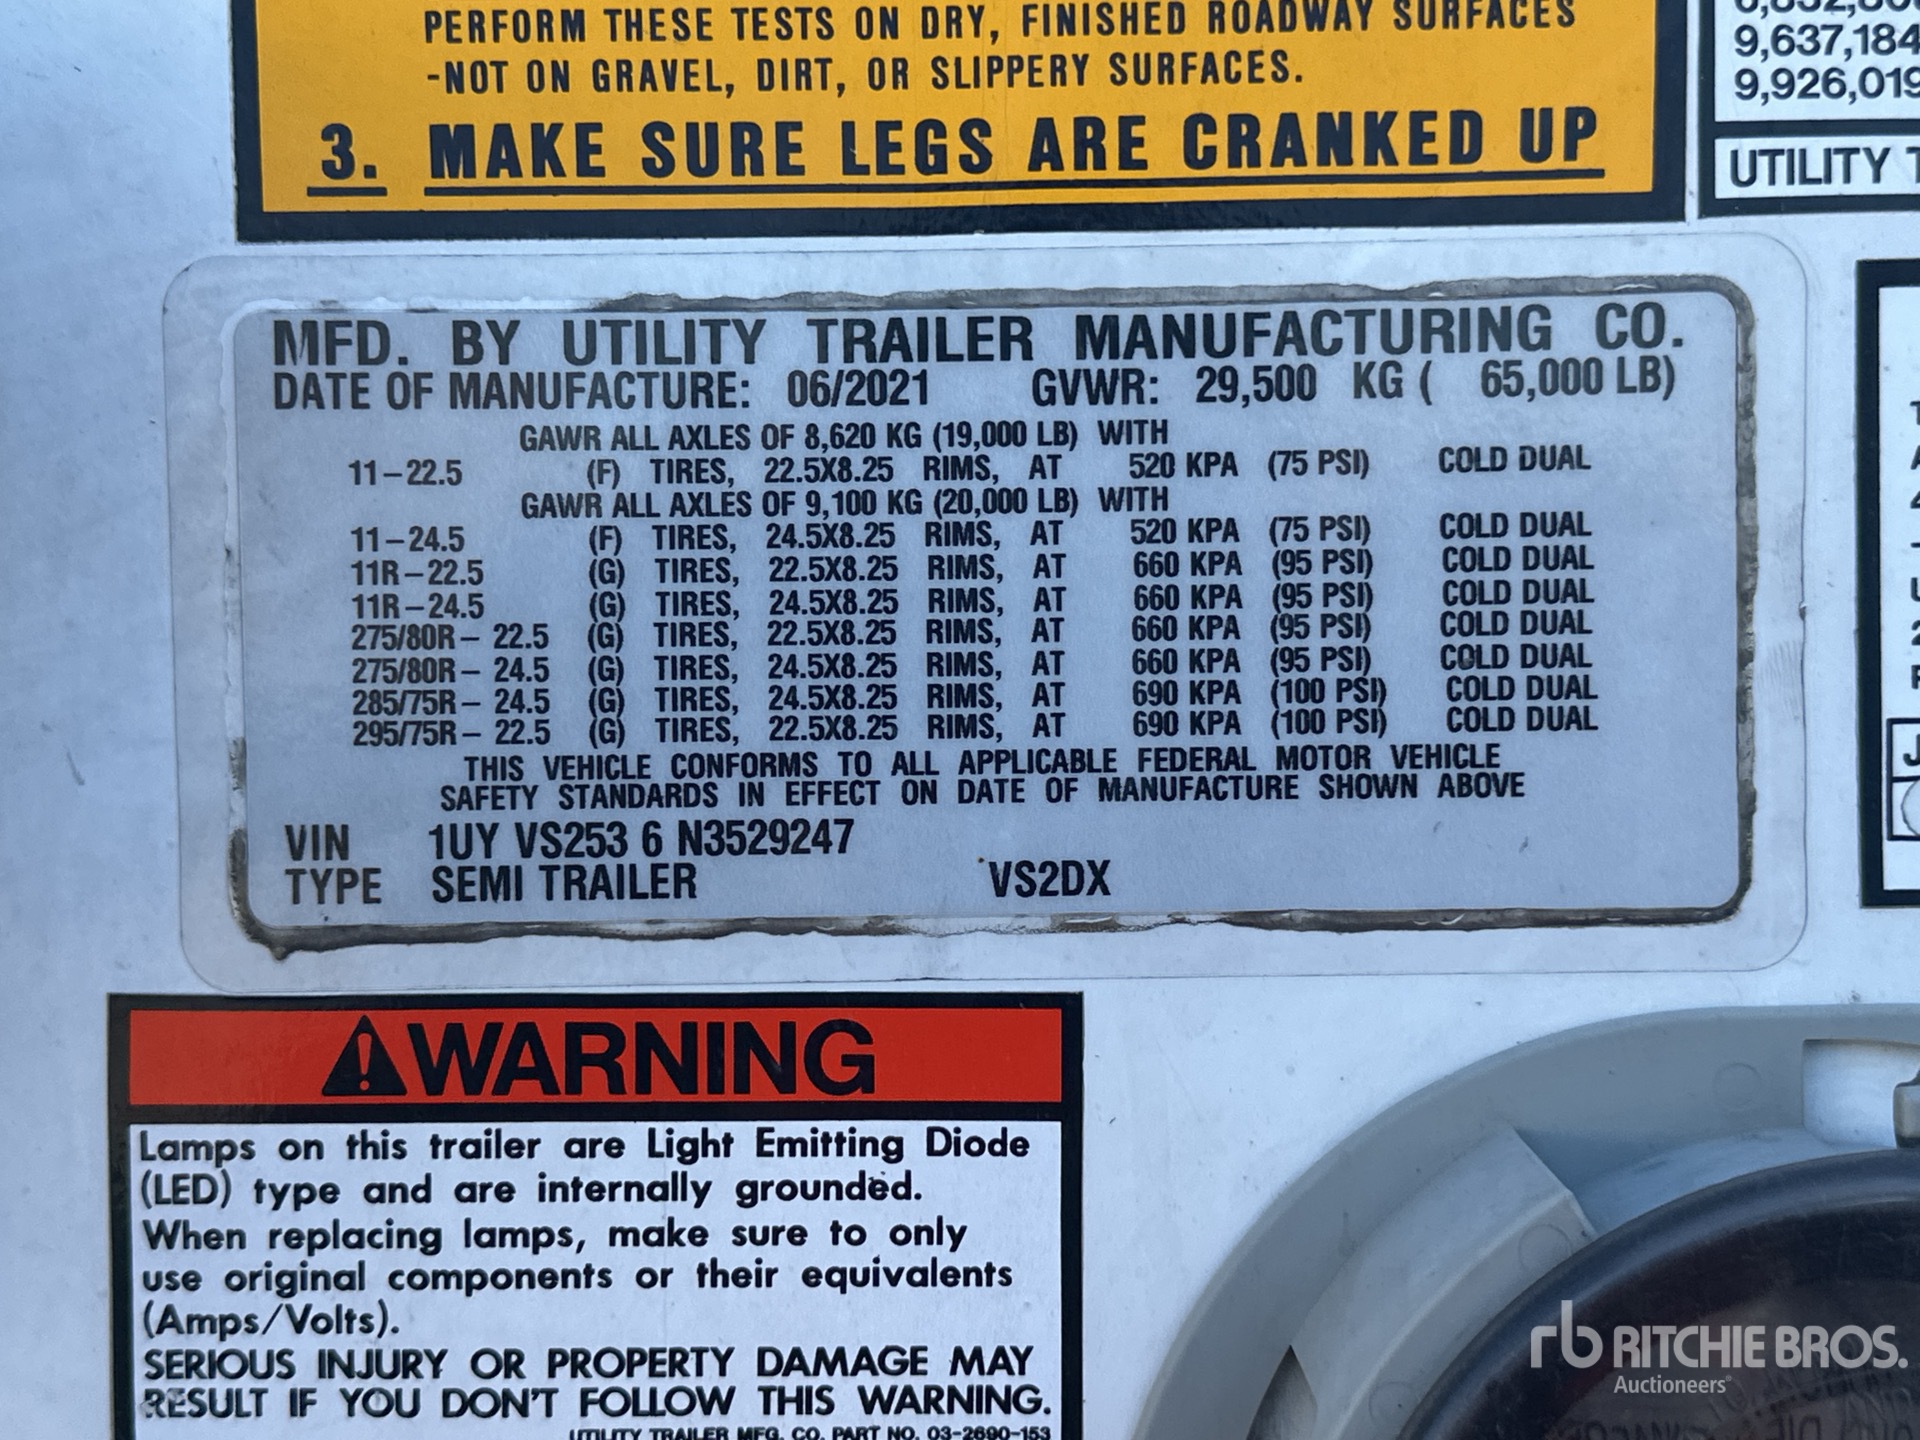 PERFORM THESE TESTS ON DRY, FINISHED ROADWAY SURFACES
-NOT ON GRAVEL, DIRT, OR SLIPPERY SURFACES.
3. MAKE SURE LEGS ARE CRANKED UP
9,637,184
9,926,019
UTILITY
MFD. BY UTILITY TRAILER MANUFACTURING CO.
DATE OF MANUFACTURE: 06/2021 GVWR: 29,500 KG ( 65,000 LB)
GAWR ALL AXLES OF 8,620 KG (19,000 LB) WITH
11-22.5 (F) TIRES, 22.5X8.25 RIMS, AT 520 KPA (75 PSI) COLD DUAL
GAWR ALL AXLES OF 9,100 KG (20,000 LB) WITH
11-24.5 (F) TIRES, 24.5X8.25 RIMS, AT 520 KPA (75 PSI) COLD DUAL
11R-22.5 (G) TIRES, 22.5X8.25 RIMS, AT 660 KPA (95 PSI) COLD DUAL
11R-24.5 (G) TIRES, 24.5X8.25 RIMS, AT 660 KPA (95 PSI) COLD DUAL
275/80R- 22.5 (G) TIRES, 22.5X8.25 RIMS, AT 660 KPA (95 PSI) COLD DUAL
275/80R- 24.5 (G) TIRES, 24.5X8.25 RIMS, AT 660 KPA (95 PSI) COLD DUAL
285/75R- 24.5 (G) TIRES, 24.5X8.25 RIMS, AT 690 KPA (100 PSI) COLD DUAL
295/75R- 22.5 (G) TIRES, 22.5X8.25 RIMS, AT 690 KPA (100 PSI) COLD DUAL
THIS VEHICLE CONFORMS TO ALL APPLICABLE FEDERAL MOTOR VEHICLE
SAFETY STANDARDS IN EFFECT ON DATE OF MANUFACTURE SHOWN ABOVE
VIN 1UY VS253 6 N3529247
TYPE SEMI TRAILER VS2DX
WARNING
Lamps on this trailer are Light Emitting Diode
(LED) type and are internally grounded.
When replacing lamps, make sure to only
use original components or their equivalents
(Amps/Volts).
SERIOUS INJURY OR PROPERTY DAMAGE MAY
RESULT IF YOU DON'T FOLLOW THIS WARNING.
UTILITY TRAILER MFG. CO. PART NO. 03-2690-153
rb RITCHIE BROS.
Auctioneers